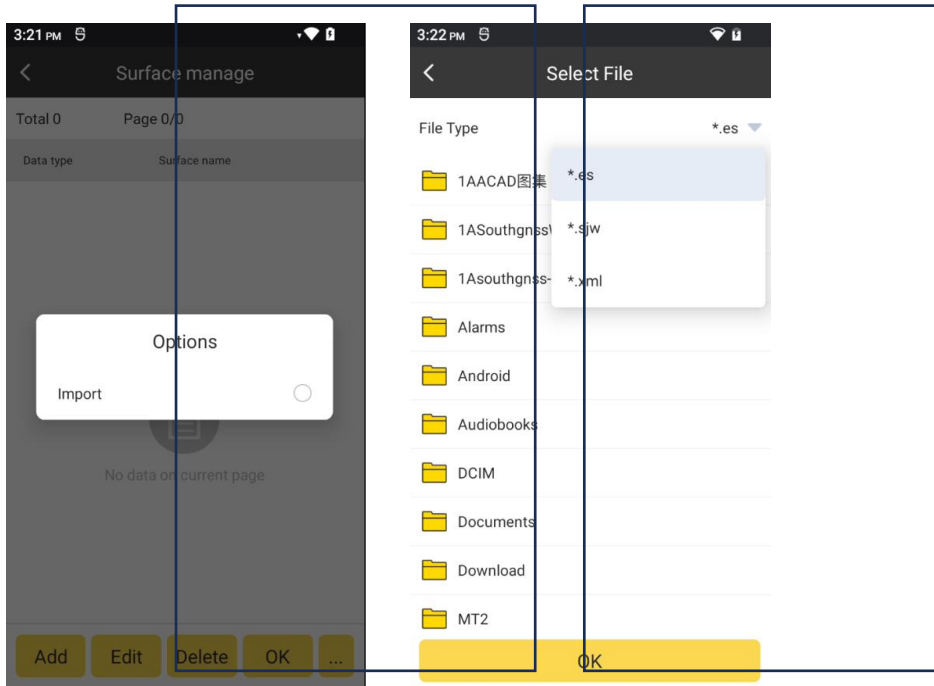 3:21 PM
Surface manage
Total 0 Page 0/0
Data type Surface name
Options
Import
No data on current page
Add Edit Delete OK ...
3:22 PM
Select File
File Type *.es
*.es
*.sjw
*.xml
1AACAD图集
1ASouthgnss
1Asouthgnss-
Alarms
Android
Audiobooks
DCIM
Documents
Download
MT2
OK